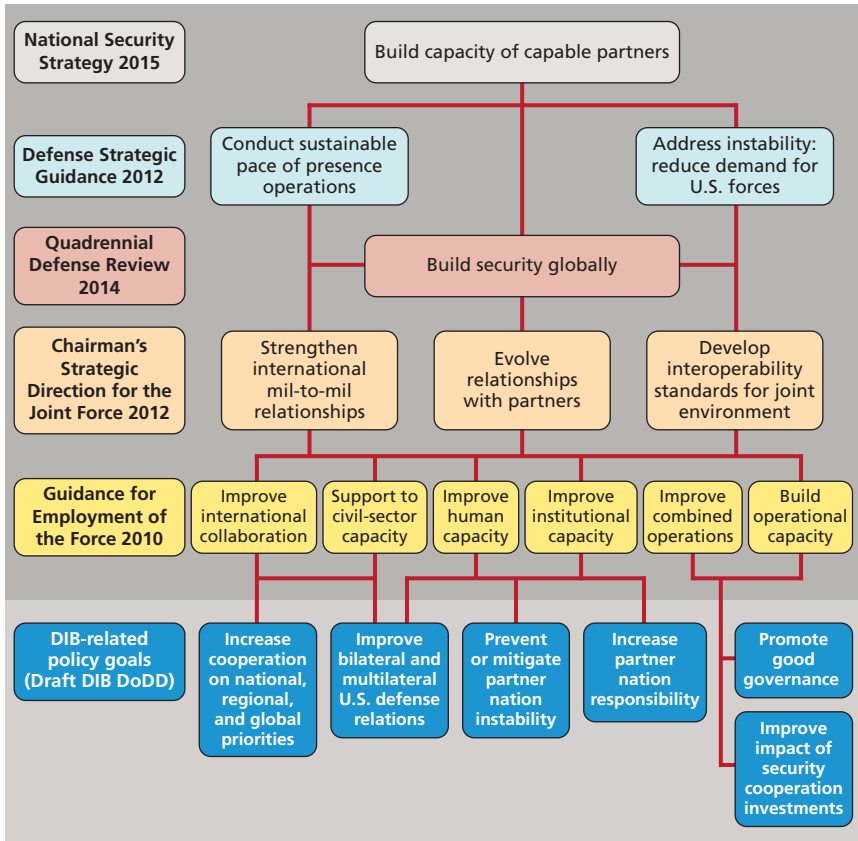 National Security
Strategy 2015
Build capacity of capable partners
Defense Strategic
Guidance 2012
Conduct sustainable
pace of presence
operations
Address instability:
reduce demand for
U.S. forces
Quadrennial
Defense Review
2014
Build security globally
Chairman’s
Strategic
Direction for the
Joint Force 2012
Strengthen
international
mil-to-mil
relationships
Evolve
relationships
with partners
Develop
interoperability
standards for joint
environment
Guidance for
Employment of
the Force 2010
Improve
international
collaboration
Support to
civil-sector
capacity
Improve
human
capacity
Improve
institutional
capacity
Improve
combined
operations
Build
operational
capacity
DIB-related
policy goals
(Draft DIB DoDD)
Increase
cooperation
on national,
regional,
and global
priorities
Improve
bilateral and
multilateral
U.S. defense
relations
Prevent
or mitigate
partner
nation
instability
Increase
partner
nation
responsibility
Promote
good
governance
Improve
impact of
security
cooperation
investments